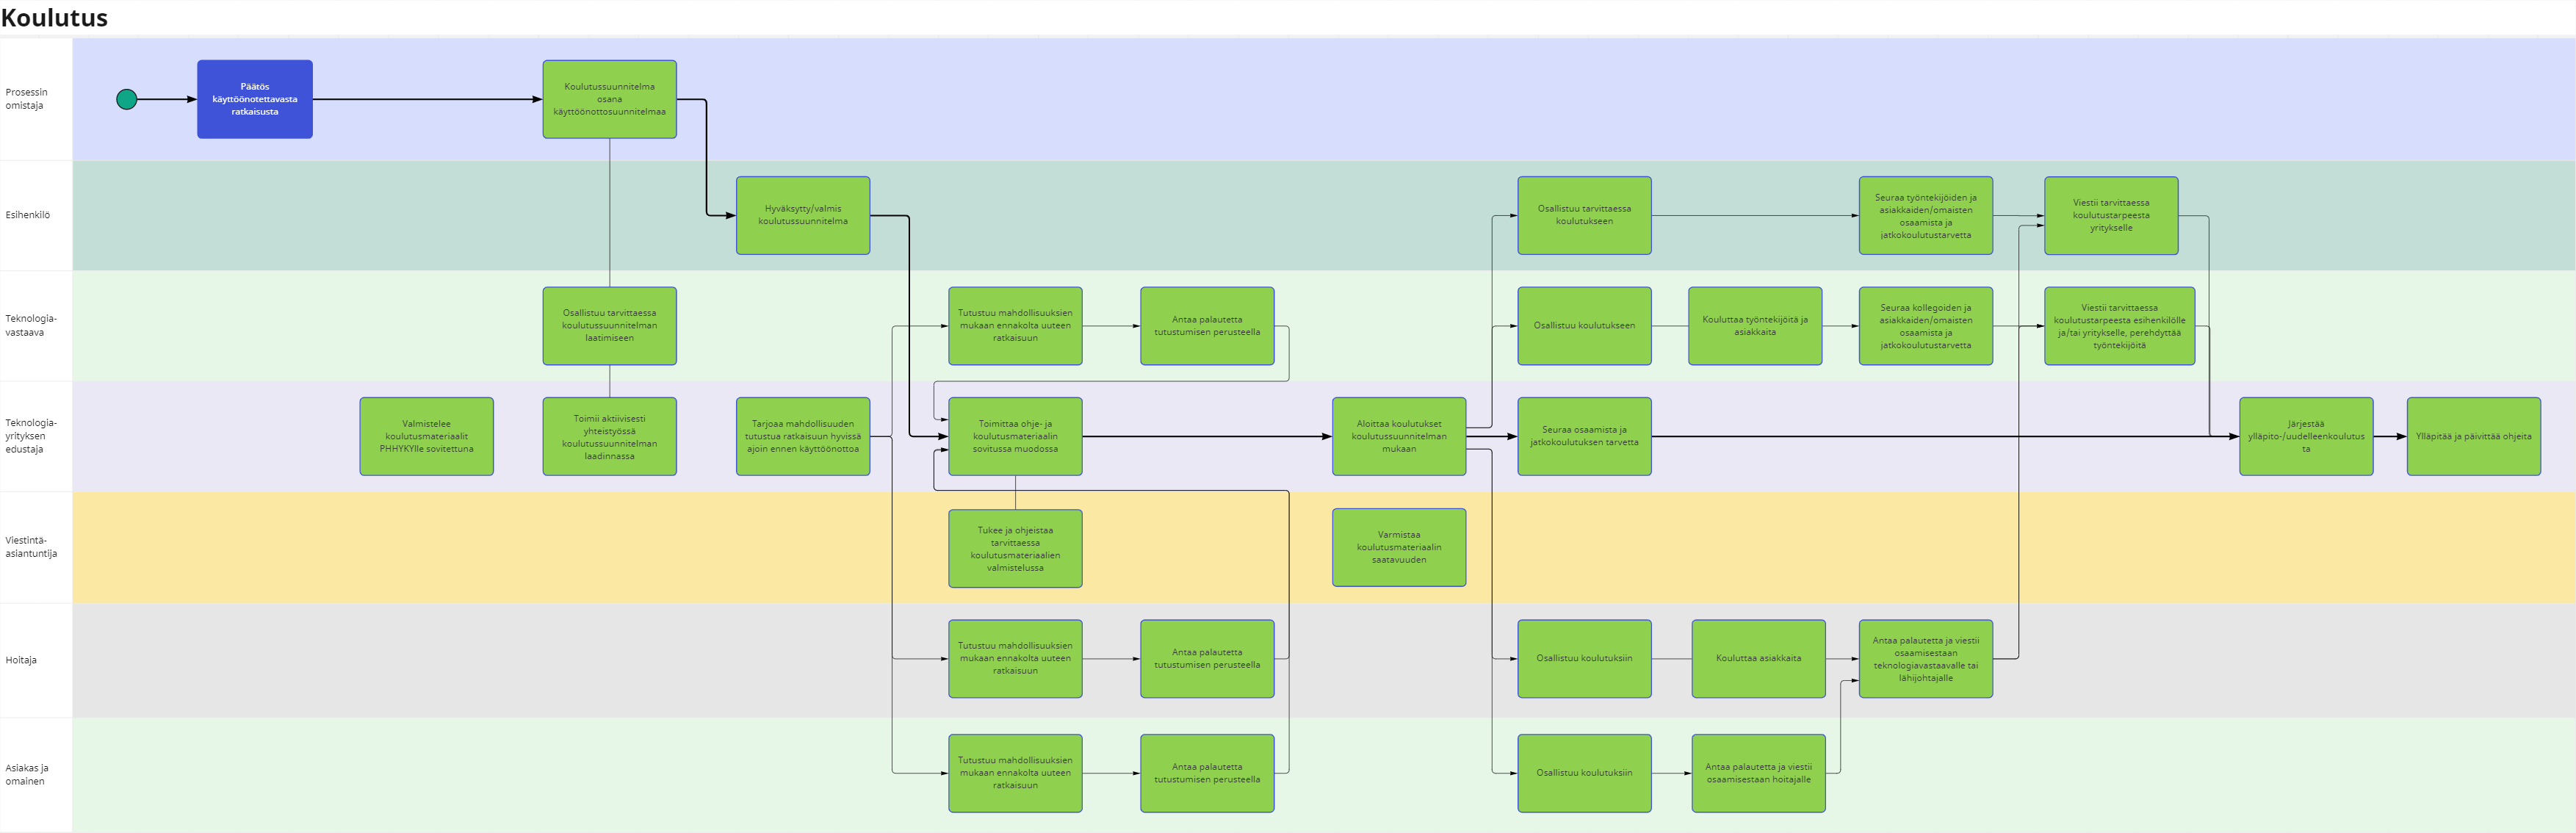 Koulutus
Prosessin
omistaja
Päätös
käyttöönotettavasta
ratkaisusta
Koulutussuunnitelma
osana
käyttöönottosuunnitelmaa
Esihenkilö
Hyväksytty/valmis
koulutussuunnitelma
Osallistuu tarvittaessa
koulutukseen
Seuraa työntekijöiden ja
asiakkaiden/omaisten
osaamista ja
jatkokoulutustarvetta
Viestii tarvittaessa
koulutustarpeesta
yritykselle
Teknologia-
vastaava
Osallistuu tarvittaessa
koulutussuunnitelman
laatimiseen
Tutustuu mahdollisuuksien
mukaan ennakolta uuteen
ratkaisuun
Antaa palautetta
tutustumisen perusteella
Osallistuu koulutukseen
Kouluttaa työntekijöitä ja
asiakkaita
Seuraa kollegoiden ja
asiakkaiden/omaisten
osaamista ja
jatkokoulutustarvetta
Viestii tarvittaessa
koulutustarpeesta esihenkilölle
ja/tai yritykselle, perehdyttää
työntekijöitä
Teknologia-
yrityksen
edustaja
Valmistelee
koulutusmateriaalit
PHHYKYlle sovitettuna
Toimii aktiivisesti
yhteistyössä
koulutussuunnitelman
laadinnassa
Tarjoaa mahdollisuuden
tutustua ratkaisuun hyvissä
ajoin ennen käyttöönottoa
Toimittaa ohje- ja
koulutusmateriaalin
sovitussa muodossa
Aloittaa koulutukset
koulutussuunnitelman
mukaan
Seuraa osaamista ja
jatkokoulutuksen tarvetta
Järjestää
ylläpito-/uudelleenkoulutus
ta
Ylläpitää ja päivittää ohjeita
Viestintä-
asiantuntija
Tukee ja ohjeistaa
tarvittaessa
koulutusmateriaalien
valmistelussa
Varmistaa
koulutusmateriaalin
saatavuuden
Hoitaja
Tutustuu mahdollisuuksien
mukaan ennakolta uuteen
ratkaisuun
Antaa palautetta
tutustumisen perusteella
Osallistuu koulutuksiin
Kouluttaa asiakkaita
Antaa palautetta ja viestii
osaamisestaan
teknologiavastaavalle tai
lähijohtajalle
Asiakas ja
omainen
Tutustuu mahdollisuuksien
mukaan ennakolta uuteen
ratkaisuun
Antaa palautetta
tutustumisen perusteella
Osallistuu koulutuksiin
Antaa palautetta ja viestii
osaamisestaan hoitajalle